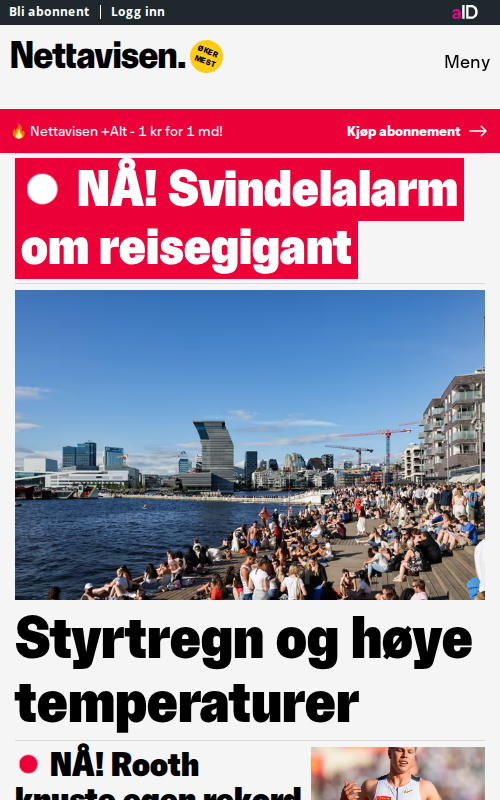 Bli abonnent | Logg inn
aID
Nettavisen.
ØKER
MEST
Meny
Nettavisen +Alt - 1 kr for 1 md!
Kjøp abonnement
NÅ! Svindelalarm
om reisegigant
Styrtregn og høye
temperaturer
NÅ! Rooth
knuste egen rekord